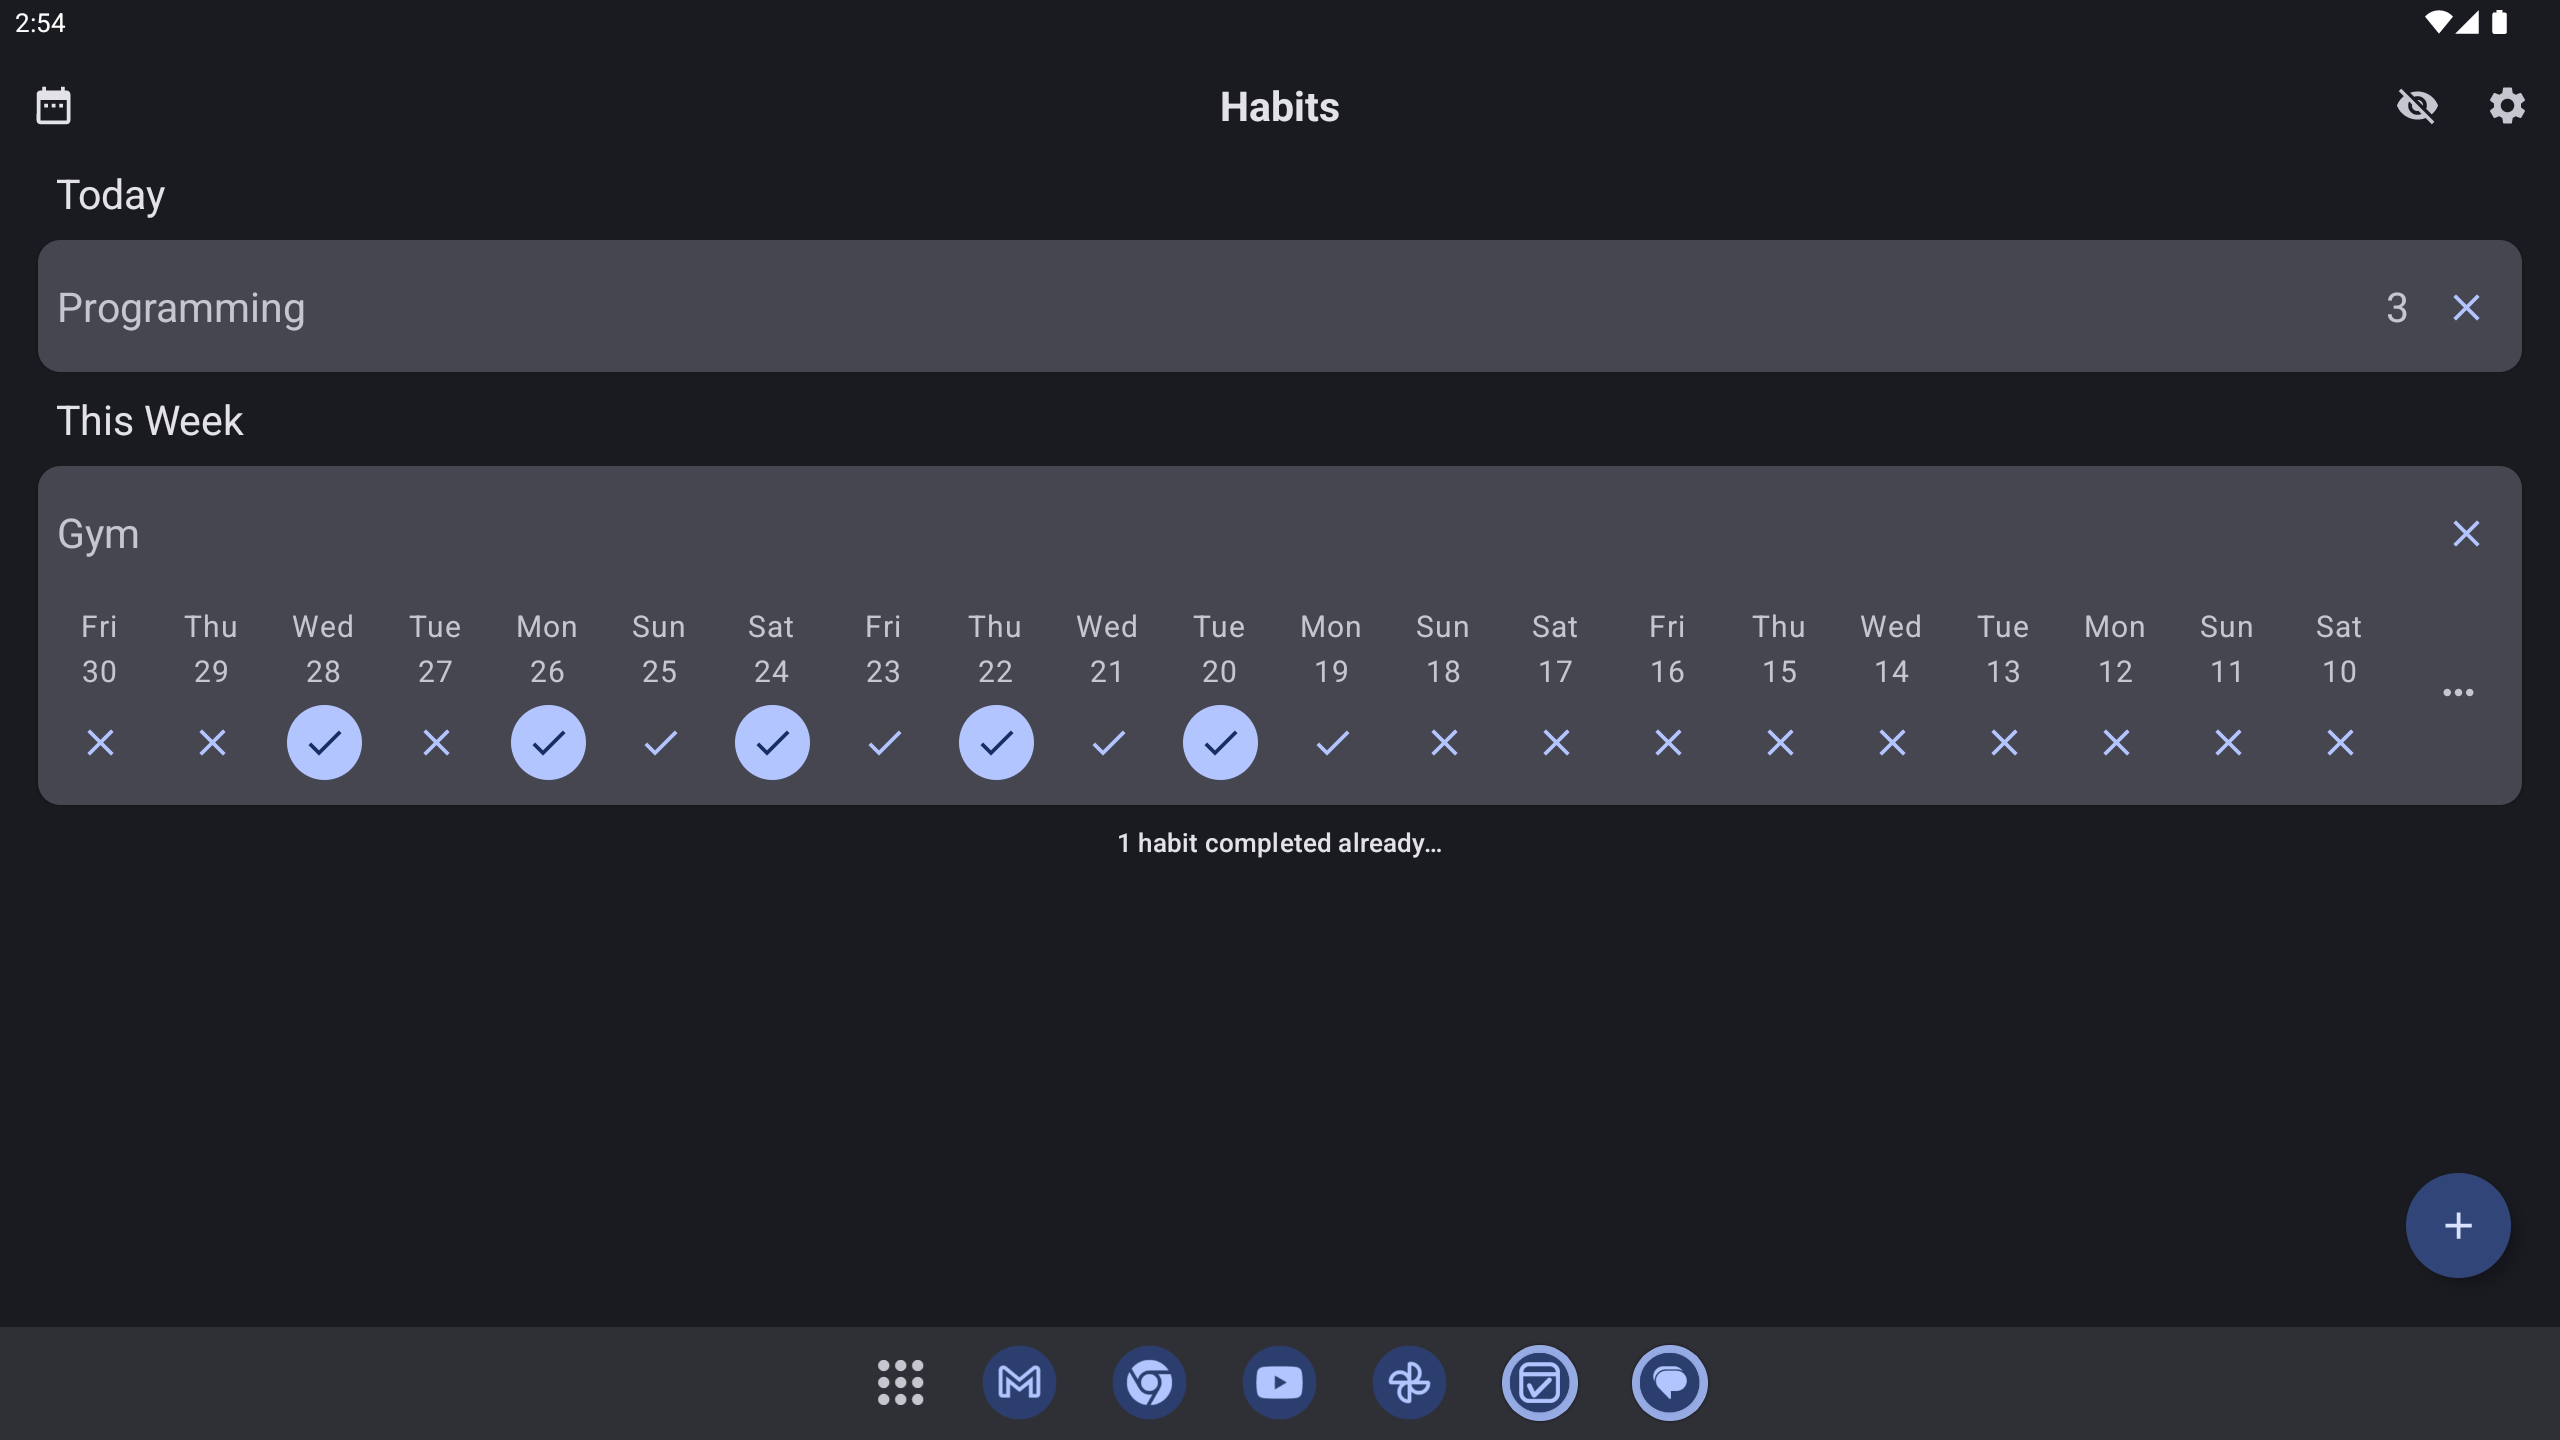 2:54
Habits
Today
Programming 3
This Week
Gym
Fri Thu Wed Tue Mon Sun Sat Fri Thu Wed Tue Mon Sun Sat Fri Thu Wed Tue Mon Sun Sat
30 29 28 27 26 25 24 23 22 21 20 19 18 17 16 15 14 13 12 11 10
1 habit completed already…